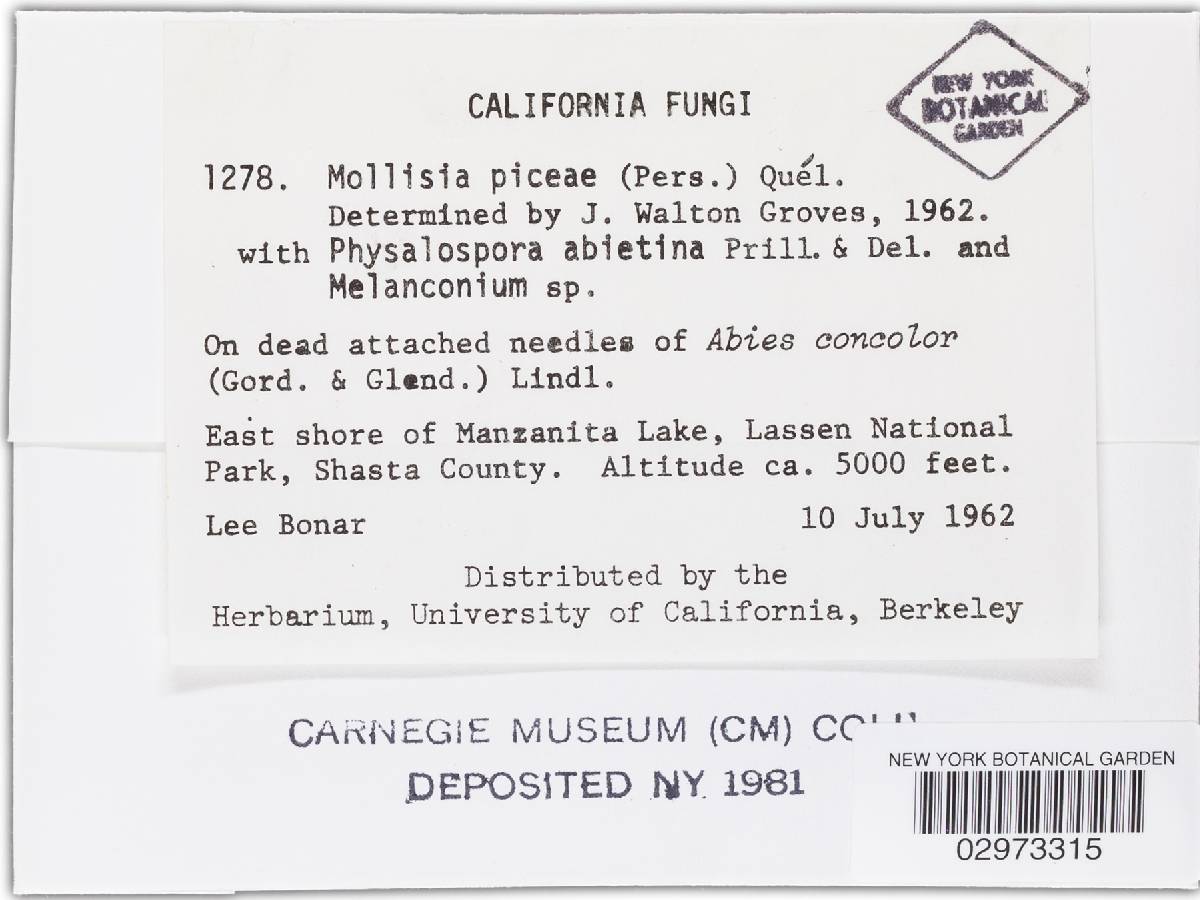 CALIFORNIA FUNGI
NEW YORK
BOTANICAL
GARDEN
1278. Mollisia piceae (Pers.) Quél.
Determined by J. Walton Groves, 1962.
with Physalospora abietina Prill. & Del. and
Melanconium sp.
On dead attached needles of Abies concolor
(Gord. & Glend.) Lindl.
East shore of Manzanita Lake, Lassen National
Park, Shasta County. Altitude ca. 5000 feet.
Lee Bonar 10 July 1962
Distributed by the
Herbarium, University of California, Berkeley
CARNEGIE MUSEUM (CM)
DEPOSITED NY 1981
NEW YORK BOTANICAL GARDEN
02973315